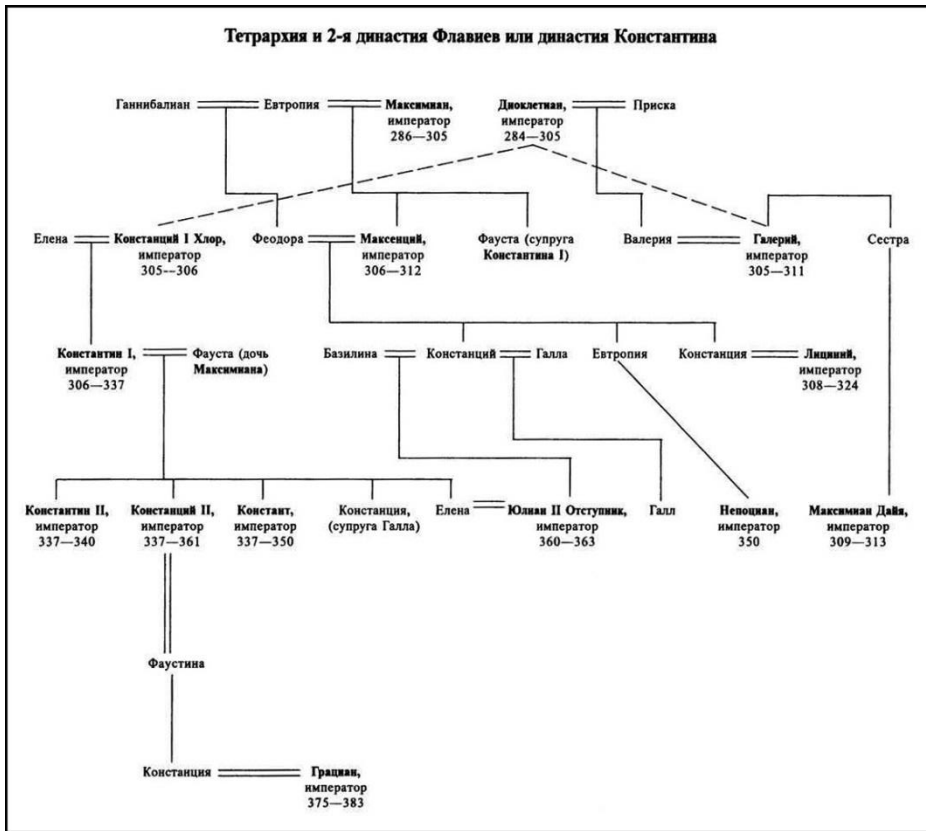 Тетрархия и 2-я династия Флавиев или династия Константина
Ганнибалиан Евтропия Максимиан, Диоклетиан, Приска
император император
286—305 284—305
Елена Констанций I Хлор, Феодора Максенций, Фауста (супруга Валерия Галерий, Сестра
император император Константина I) император
305--306 306—312 305—311
Константин I, Фауста (дочь Базилина Констанций Галла Евтропия Констанция Лициний,
император Максимиана) император
306—337 308—324
Константин II, Констанций II, Констант, Констанция, Елена Юлиан II Отступник, Галл Непоциан, Максимиан Дайя,
император император император (супруга Галла) император император император
337—340 337—361 337—350 360—363 350 309—313
Фаустина
Констанция Грациан,
император
375—383